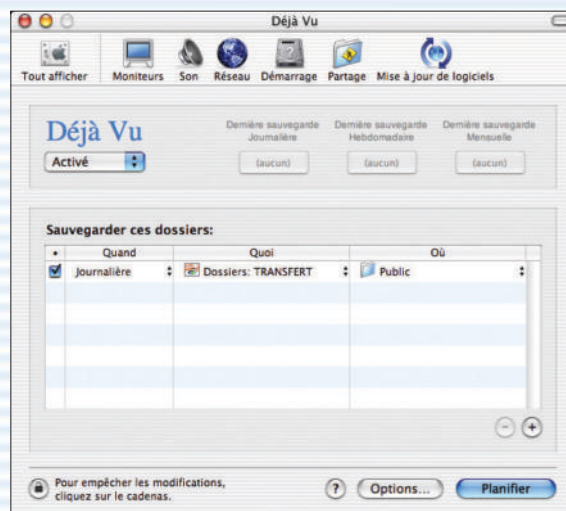 Déjà Vu
Tout afficher Moniteurs Son Réseau Démarrage Partage Mise à jour de logiciels
Déjà Vu
Activé
Dernière sauvegarde Journalière
Dernière sauvegarde Hebdomadaire
Dernière sauvegarde Mensuelle
(aucun) (aucun) (aucun)
Sauvegarder ces dossiers:
• Quand Quoi Où
Journalière Dossiers: TRANSFERT Public
Pour empêcher les modifications,
cliquez sur le cadenas.
? Options... Planifier